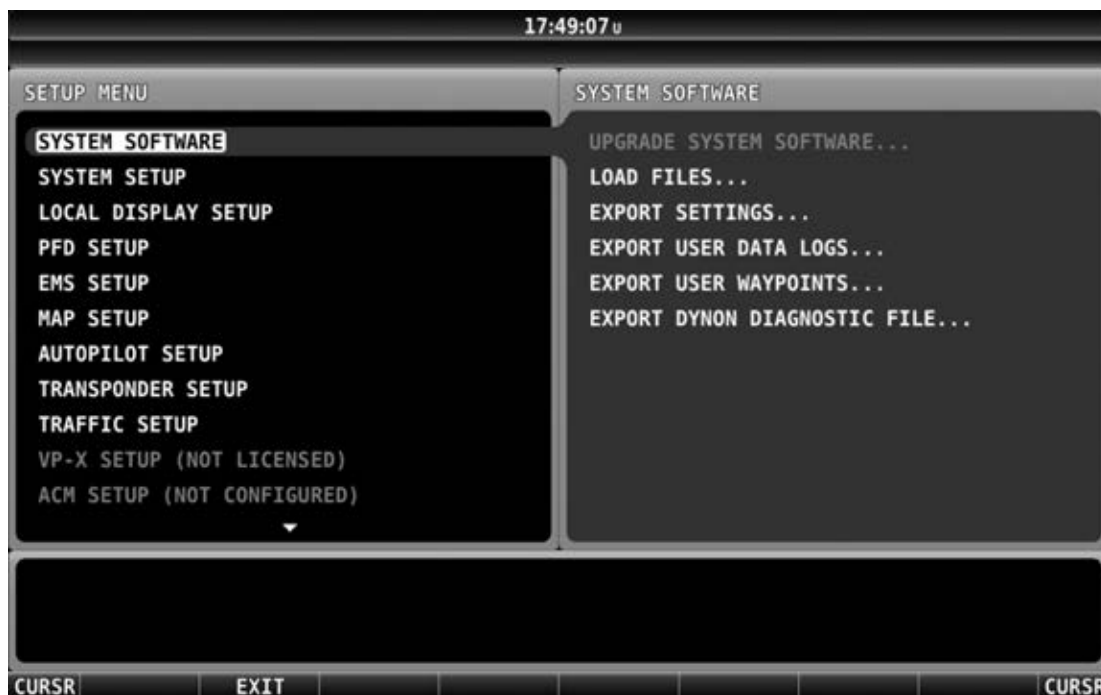 17:49:07 U
SETUP MENU
SYSTEM SOFTWARE
SYSTEM SETUP
LOCAL DISPLAY SETUP
PFD SETUP
EMS SETUP
MAP SETUP
AUTOPILOT SETUP
TRANSPONDER SETUP
TRAFFIC SETUP
VP-X SETUP (NOT LICENSED)
ACM SETUP (NOT CONFIGURED)
SYSTEM SOFTWARE
UPGRADE SYSTEM SOFTWARE...
LOAD FILES...
EXPORT SETTINGS...
EXPORT USER DATA LOGS...
EXPORT USER WAYPOINTS...
EXPORT DYNON DIAGNOSTIC FILE...
CURSR EXIT CURSR